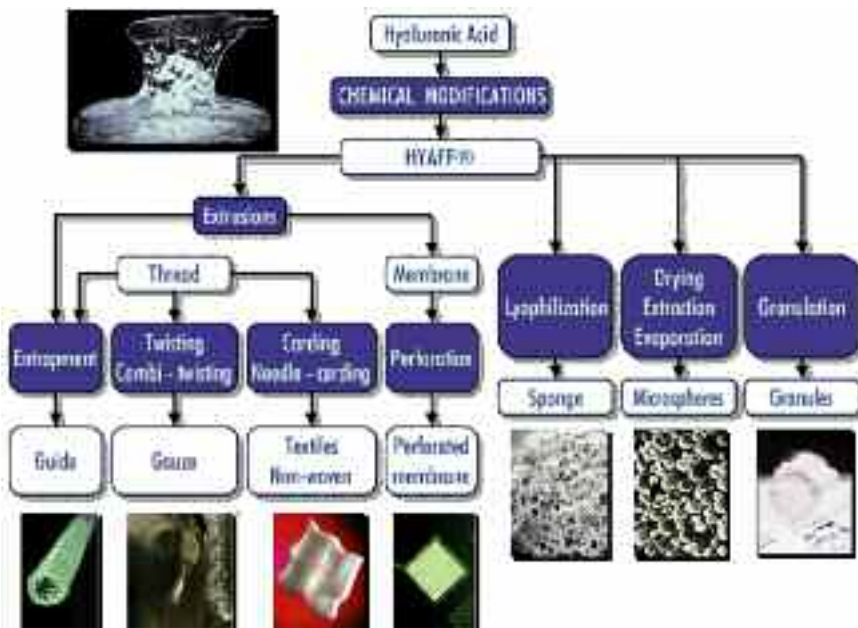 Hyaluronic Acid
CHEMICAL MODIFICATIONS
HYAFF®
Extrusions
Thread
Membrane
Lyophilization
Drying
Extraction
Evaporation
Granulation
Entrapment
Twisting
Combi - twisting
Carding
Needle - carding
Perforation
Sponge
Microspheres
Granules
Guide
Gauze
Textiles
Non-woven
Perforated
membrane